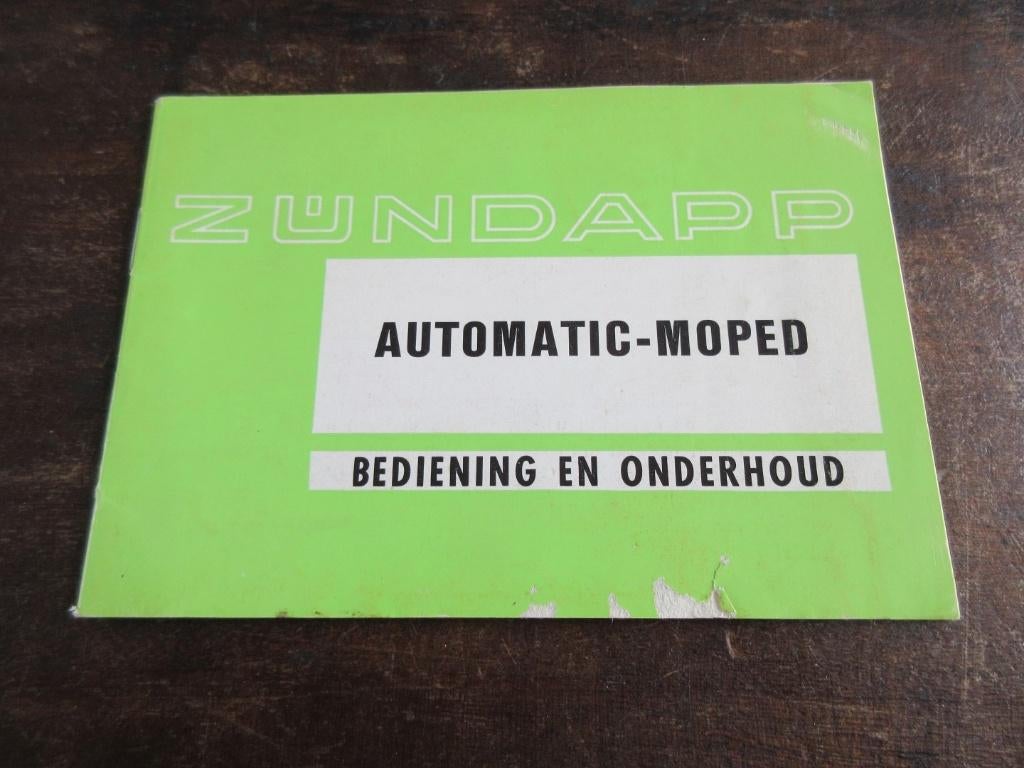 ZÜNDAPP
AUTOMATIC-MOPED
BEDIENING EN ONDERHOUD